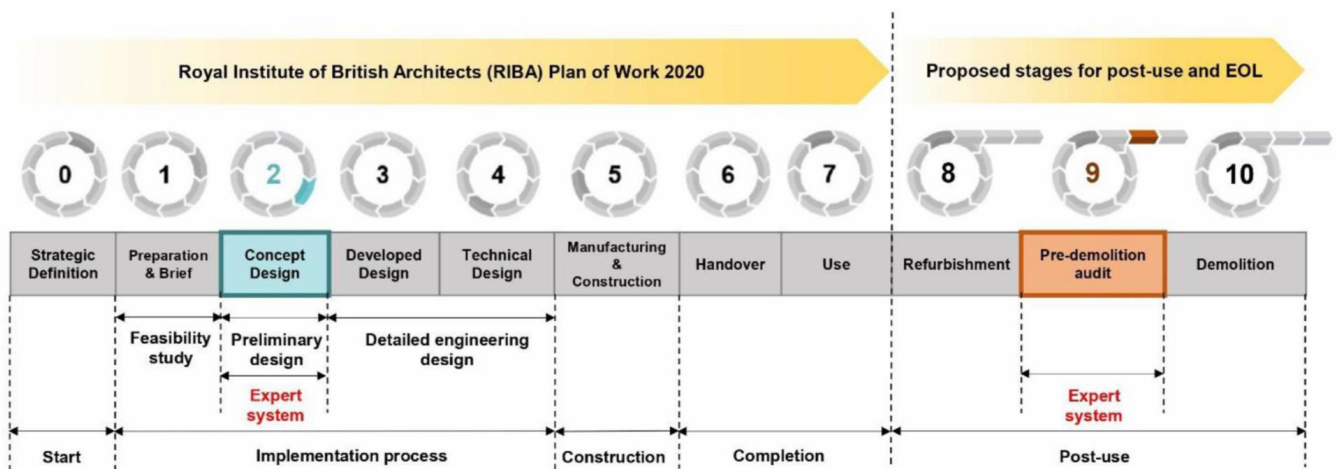 Royal Institute of British Architects (RIBA) Plan of Work 2020
Proposed stages for post-use and EOL
0
1
2
3
4
5
6
7
8
9
10
Strategic
Definition
Preparation
& Brief
Concept
Design
Developed
Design
Technical
Design
Manufacturing
&
Construction
Handover
Use
Refurbishment
Pre-demolition
audit
Demolition
Feasibility
study
Preliminary
design
Detailed engineering
design
Expert
system
Expert
system
Start
Implementation process
Construction
Completion
Post-use